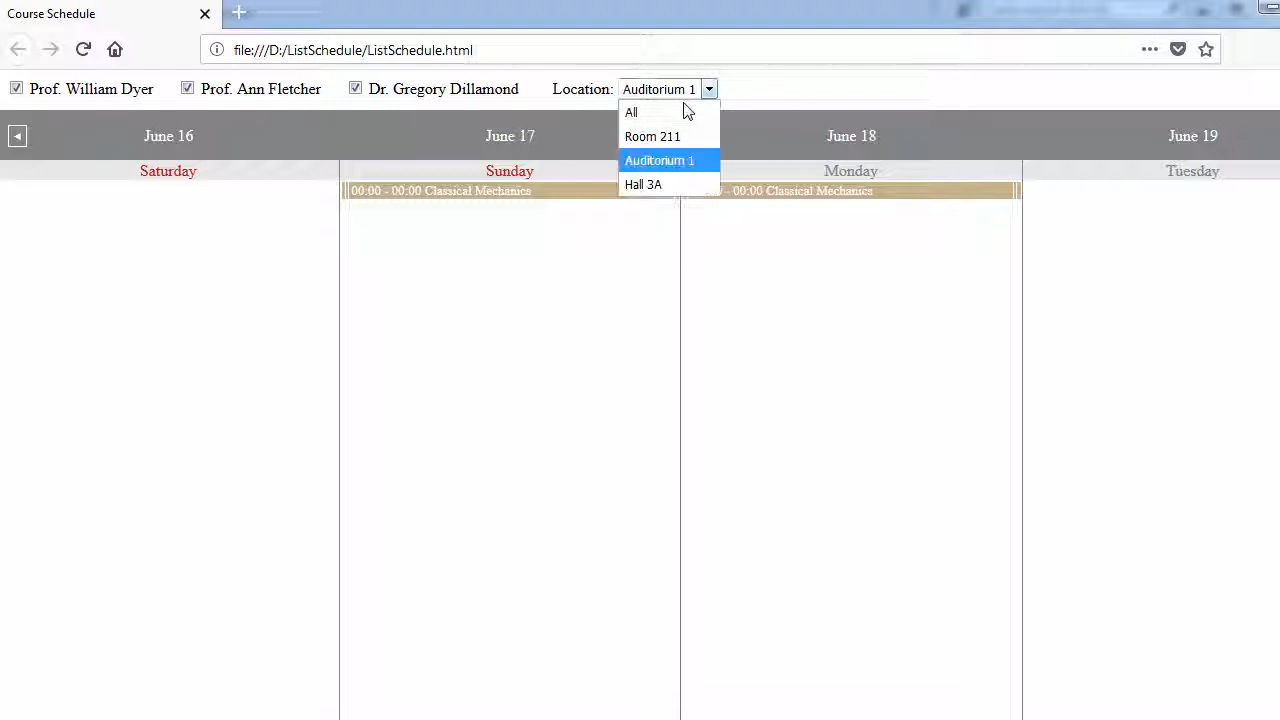 Course Schedule
file:///D:/ListSchedule/ListSchedule.html
Prof. William Dyer Prof. Ann Fletcher Dr. Gregory Dillamond Location: Auditorium 1
All
Room 211
Auditorium 1
Hall 3A
June 16 June 17 June 18 June 19
Saturday Sunday Monday Tuesday
00:00 - 00:00 Classical Mechanics - 00:00 Classical Mechanics